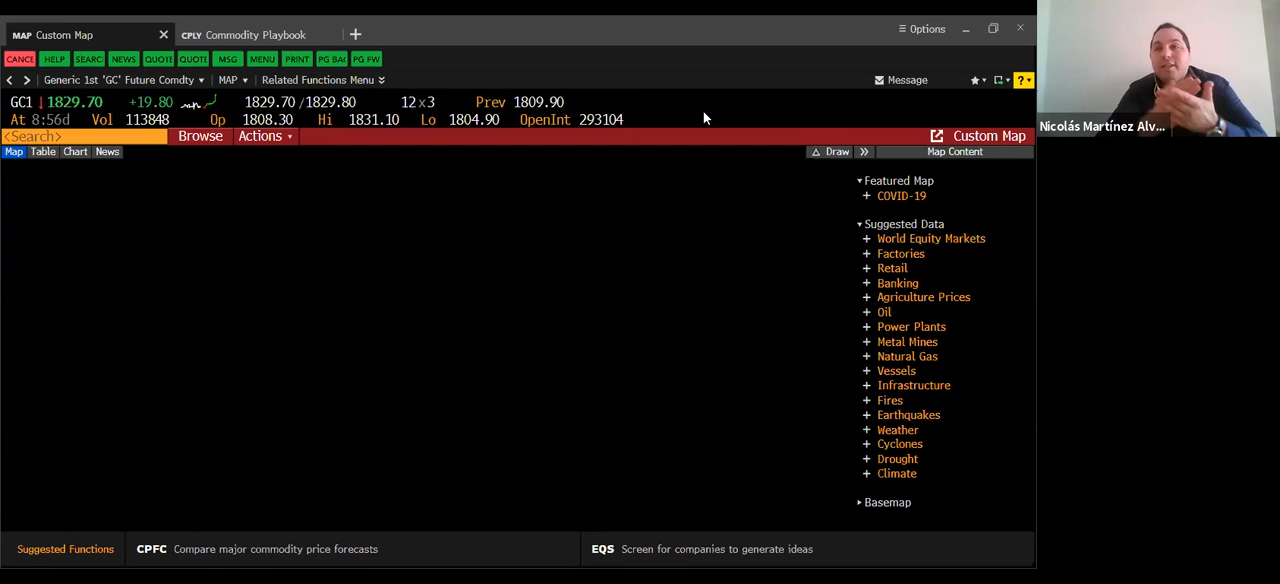 MAP Custom Map × CPLY Commodity Playbook +
Options
CANCE HELP SEARC NEWS QUOTE QUOTE MSG MENU PRINT PG BAC PG FW
Generic 1st 'GC' Future Comdty MAP Related Functions Menu Message
GC1 ↓1829.70 +19.80 1829.70/1829.80 12x3 Prev 1809.90
At 8:56d Vol 113848 Op 1808.30 Hi 1831.10 Lo 1804.90 OpenInt 293104
<Search> Browse Actions Custom Map
Map Table Chart News Draw Map Content
Featured Map
+ COVID-19
Suggested Data
+ World Equity Markets
+ Factories
+ Retail
+ Banking
+ Agriculture Prices
+ Oil
+ Power Plants
+ Metal Mines
+ Natural Gas
+ Vessels
+ Infrastructure
+ Fires
+ Earthquakes
+ Weather
+ Cyclones
+ Drought
+ Climate
Basemap
Suggested Functions CPFC Compare major commodity price forecasts EQS Screen for companies to generate ideas
Nicolás Martínez Alv...